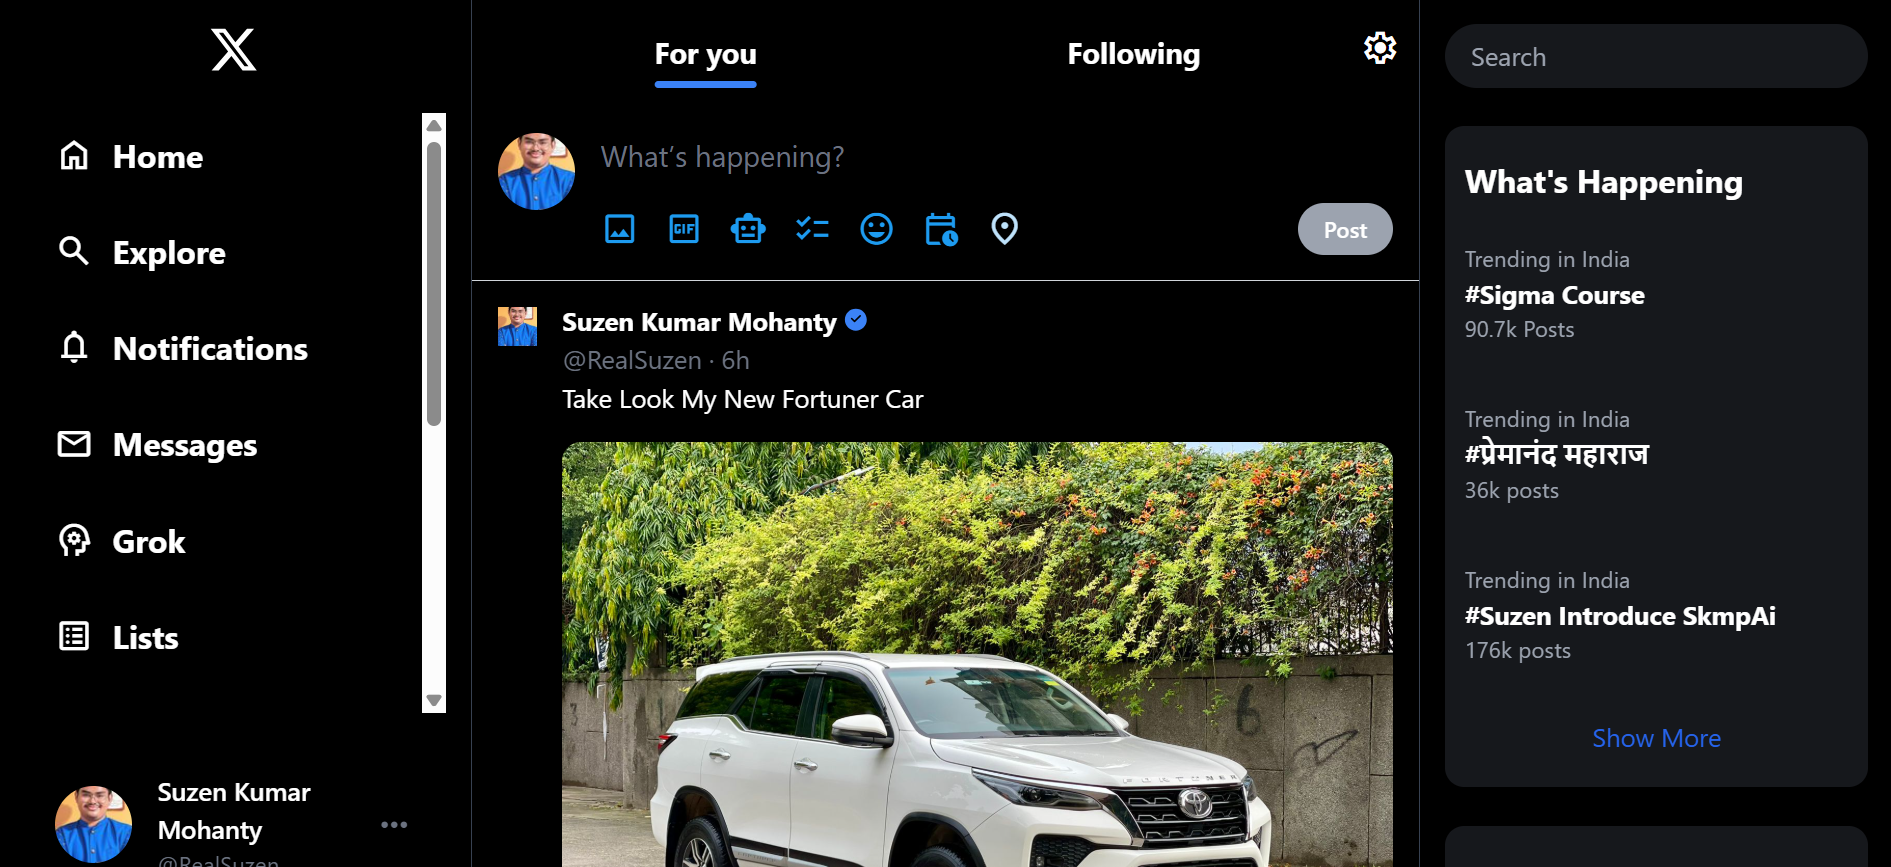 Home
Explore
Notifications
Messages
Grok
Lists
Suzen Kumar
Mohanty
@RealSuzen
For you
Following
What's happening?
GIF
Post
Suzen Kumar Mohanty
@RealSuzen · 6h
Take Look My New Fortuner Car
FORTUNER
Search
What's Happening
Trending in India
#Sigma Course
90.7k Posts
Trending in India
#प्रेमानंद महाराज
36k posts
Trending in India
#Suzen Introduce SkmpAi
176k posts
Show More